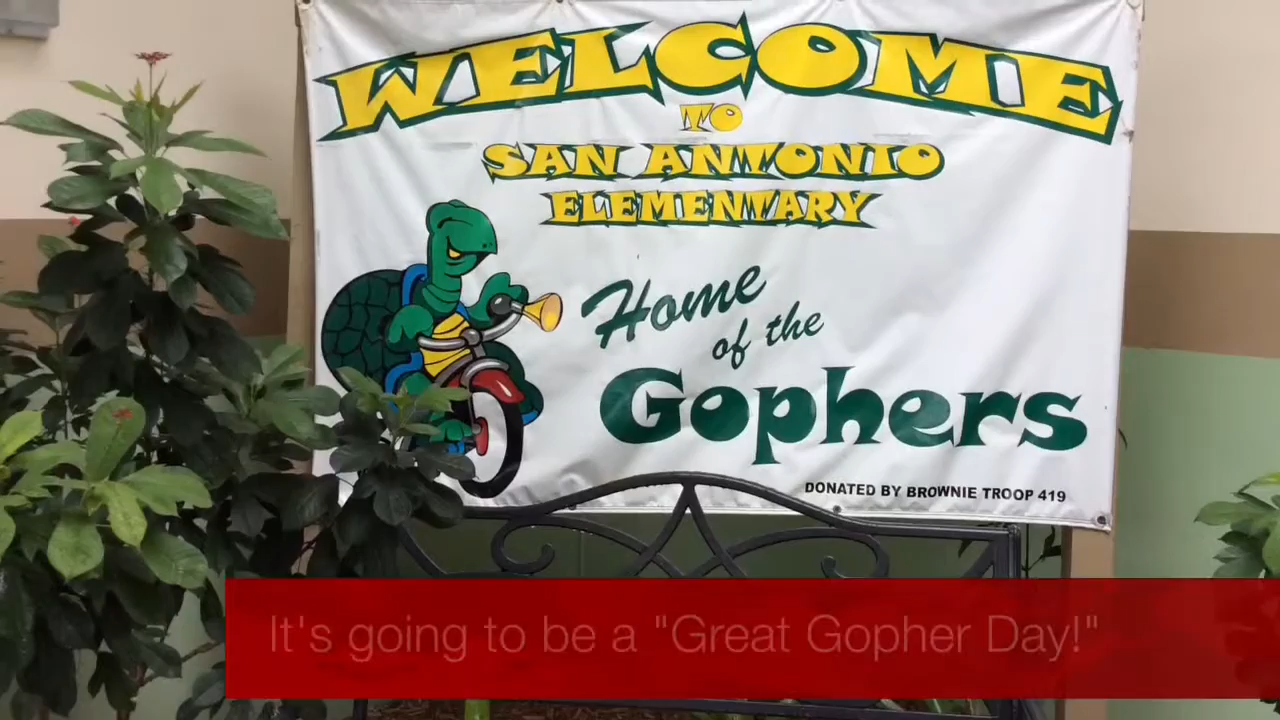 WELCOME
TO
SAN ANTONIO
ELEMENTARY
Home
of the
Gophers
DONATED BY BROWNIE TROOP 419
It's going to be a "Great Gopher Day!"